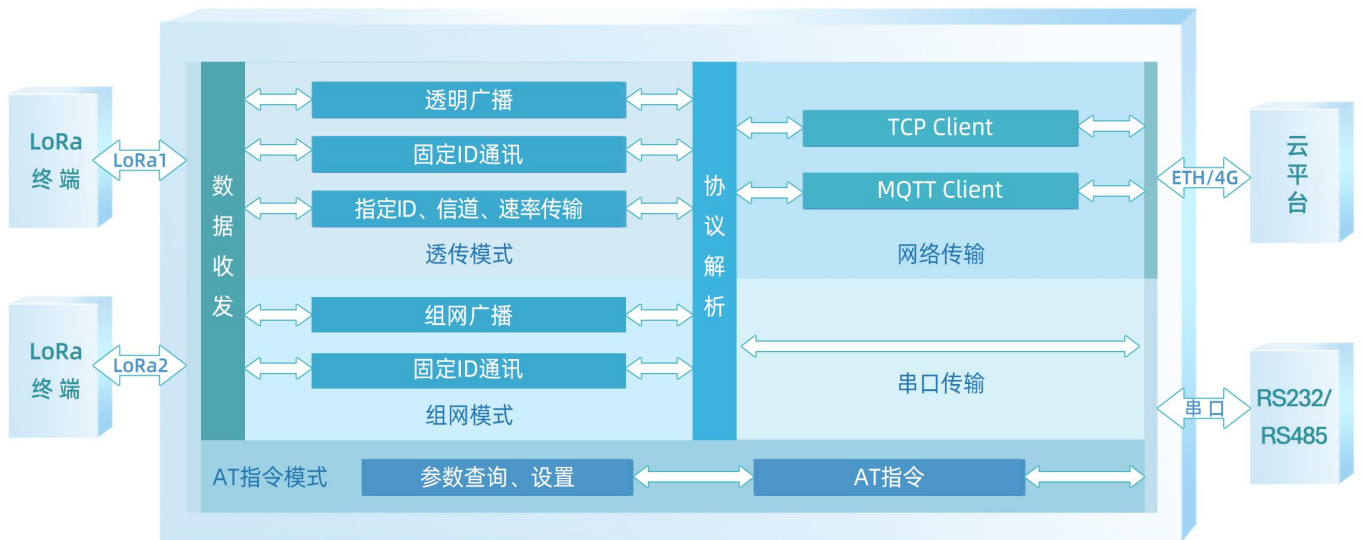 LoRa
终端
LoRa1
LoRa
终端
LoRa2
数据收发
透明广播
固定ID通讯
指定ID、信道、速率传输
透传模式
组网广播
固定ID通讯
组网模式
协议解析
TCP Client
MQTT Client
网络传输
串口传输
AT指令模式
参数查询、设置
AT指令
ETH/4G
云平台
串口
RS232/
RS485